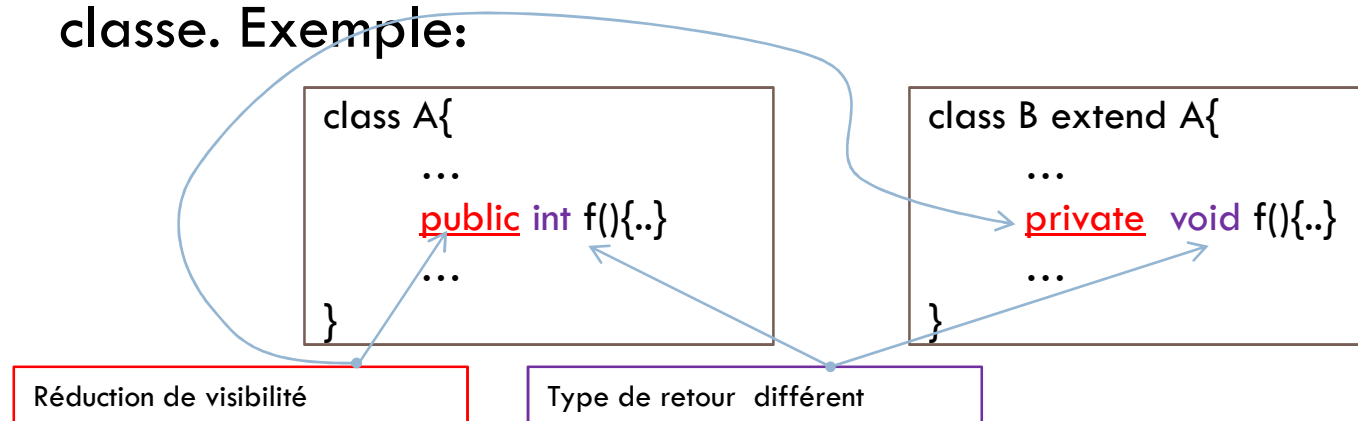 classe. Exemple:
class A{
...
public int f(){..}
...
}
class B extend A{
...
private void f(){..}
...
}
Réduction de visibilité
Type de retour différent